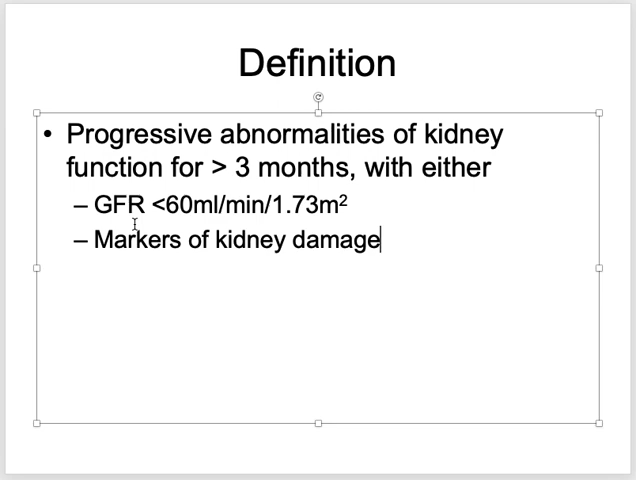 Definition
• Progressive abnormalities of kidney
function for > 3 months, with either
– GFR <60ml/min/1.73m²
– Markers of kidney damage